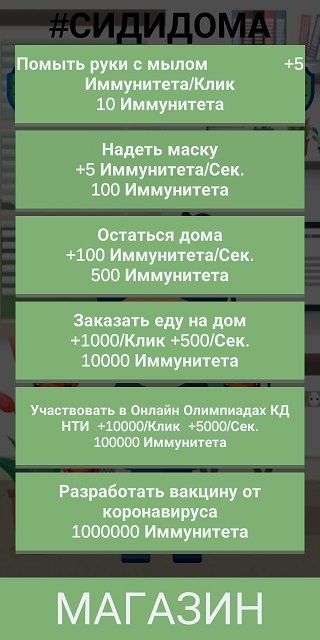 #СИДИДОМА
Помыть руки с мылом +5
Иммунитета/Клик
10 Иммунитета
Надеть маску
+5 Иммунитета/Сек.
100 Иммунитета
Остаться дома
+100 Иммунитета/Сек.
500 Иммунитета
Заказать еду на дом
+1000/Клик +500/Сек.
10000 Иммунитета
Участвовать в Онлайн Олимпиадах КД
НТИ +10000/Клик +5000/Сек.
100000 Иммунитета
Разработать вакцину от
коронавируса
1000000 Иммунитета
МАГАЗИН